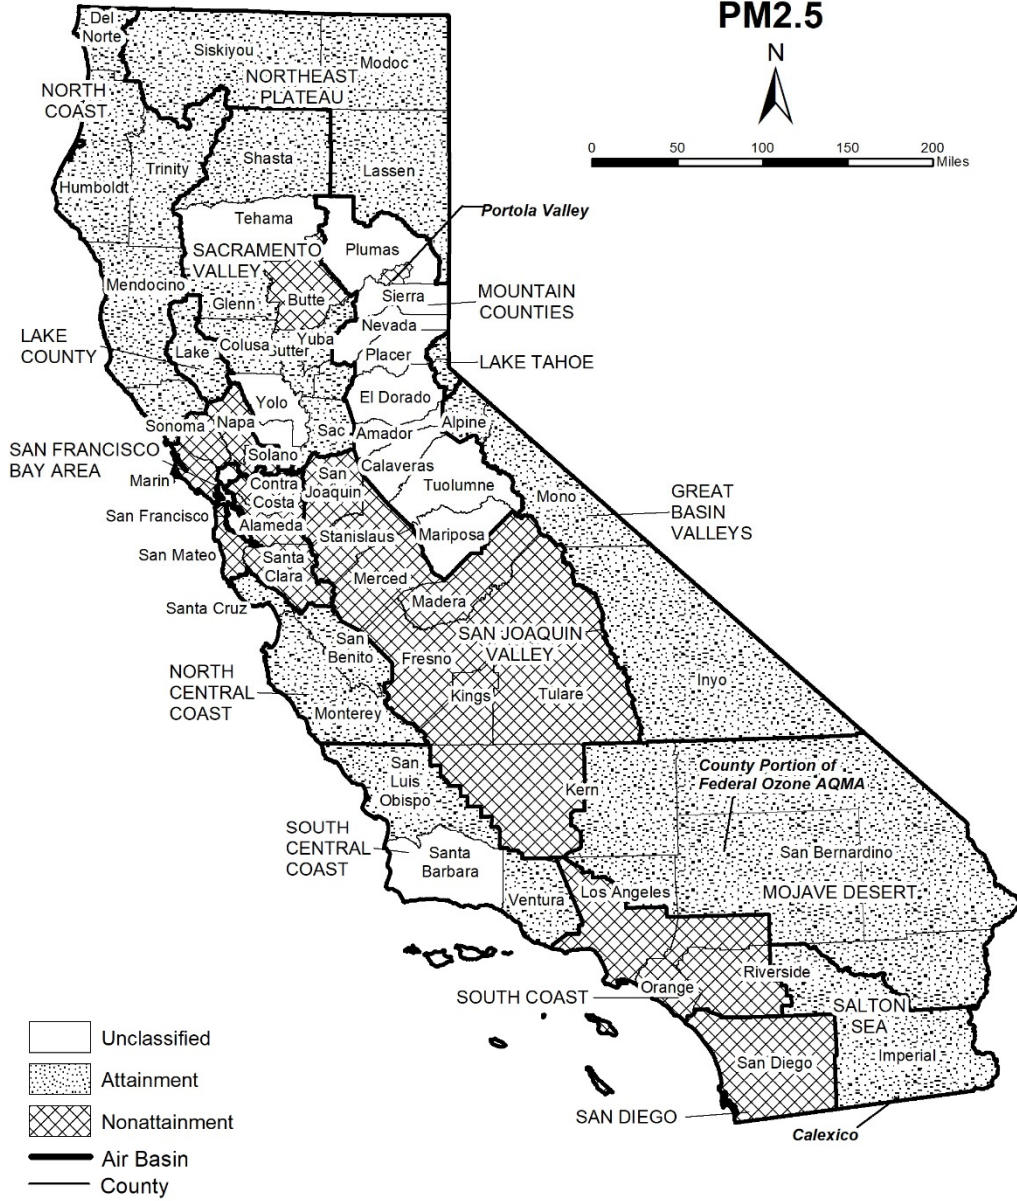 PM2.5
N
0 50 100 150 200
Miles
Del
Norte
Siskiyou
Modoc
NORTHEAST
PLATEAU
NORTH
COAST
Shasta
Trinity
Lassen
Humboldt
Portola Valley
Tehama
SACRAMENTO
VALLEY
Plumas
Mendocino
Glenn
Butte
Sierra
MOUNTAIN
COUNTIES
Nevada
LAKE
COUNTY
Lake
Colusa
Sutter
Yuba
Placer
LAKE TAHOE
Yolo
El Dorado
Sonoma
Napa
Sac
Amador
Alpine
SAN FRANCISCO
BAY AREA
Solano
Marin
Contra
Costa
San
Joaquin
Calaveras
Tuolumne
Mono
GREAT
BASIN
VALLEYS
San Francisco
Alameda
Stanislaus
Mariposa
San Mateo
Santa
Clara
Merced
Santa Cruz
Madera
San
Benito
SAN JOAQUIN
VALLEY
Fresno
NORTH
CENTRAL
COAST
Kings
Tulare
Inyo
Monterey
San
Luis
Obispo
Kern
County Portion of
Federal Ozone AQMA
SOUTH
CENTRAL
COAST
Santa
Barbara
San Bernardino
Ventura
Los Angeles
MOJAVE DESERT
Riverside
Orange
SOUTH COAST
SALTON
SEA
San Diego
Imperial
SAN DIEGO
Calexico
Unclassified
Attainment
Nonattainment
Air Basin
County